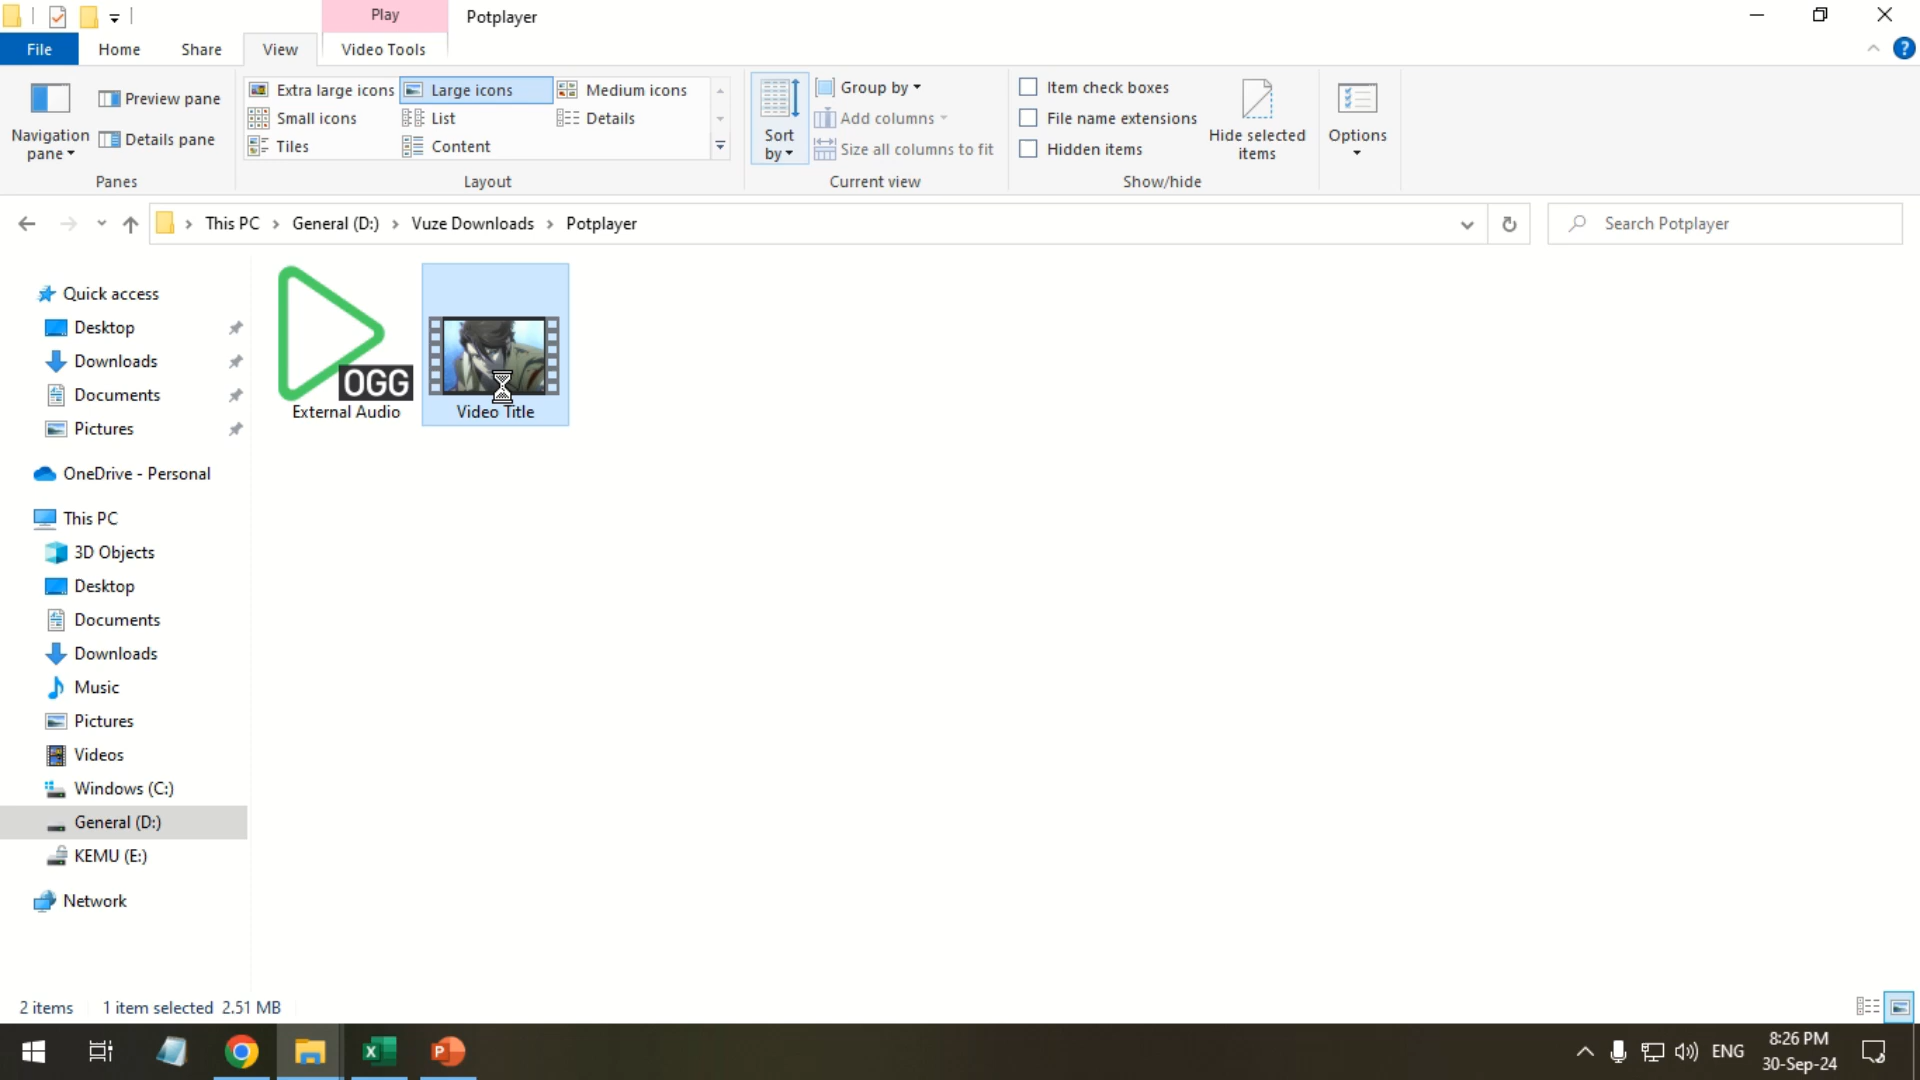 Play
Potplayer
File
Home
Share
View
Video Tools
Navigation
pane
Preview pane
Details pane
Panes
Extra large icons
Large icons
Medium icons
Small icons
List
Details
Tiles
Content
Layout
Sort
by
Group by
Add columns
Size all columns to fit
Current view
Item check boxes
File name extensions
Hidden items
Hide selected
items
Show/hide
Options
This PC > General (D:) > Vuze Downloads > Potplayer
Search Potplayer
Quick access
Desktop
Downloads
Documents
Pictures
OneDrive - Personal
This PC
3D Objects
Desktop
Documents
Downloads
Music
Pictures
Videos
Windows (C:)
General (D:)
KEMU (E:)
Network
OGG
External Audio
Video Title
2 items
1 item selected 2.51 MB
ENG
8:26 PM
30-Sep-24